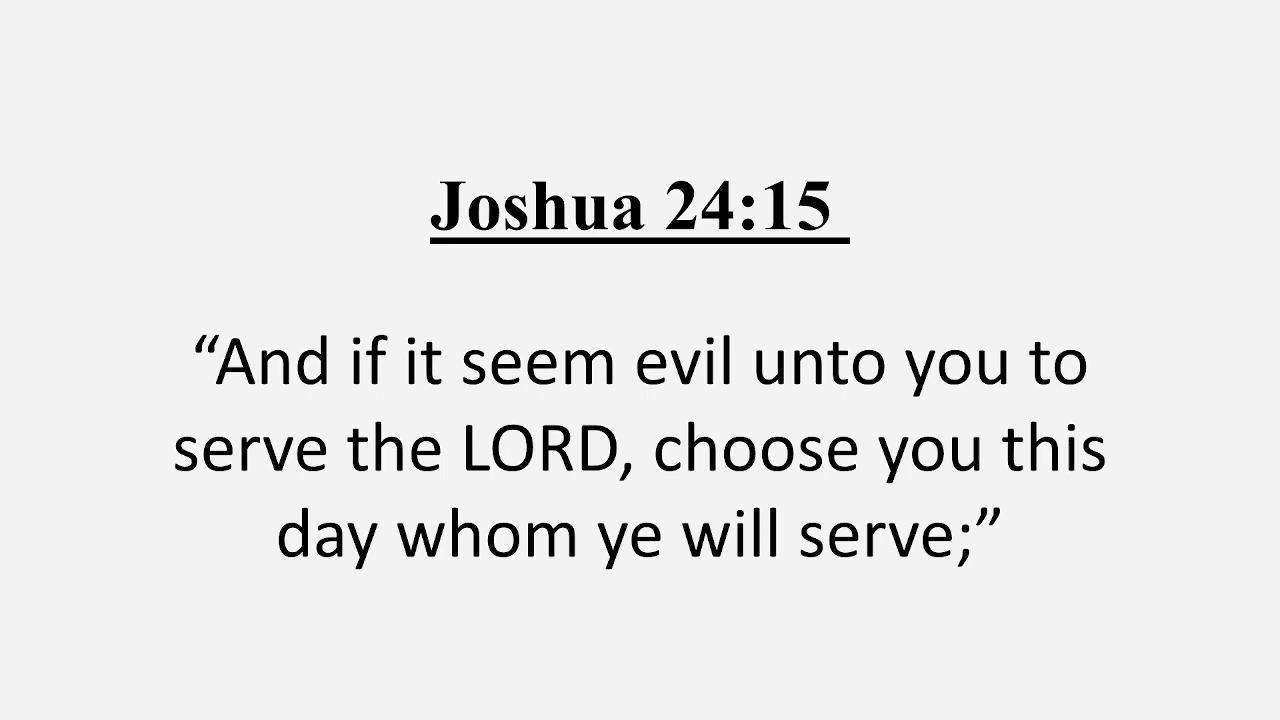 Joshua 24:15
“And if it seem evil unto you to
serve the LORD, choose you this
day whom ye will serve;”